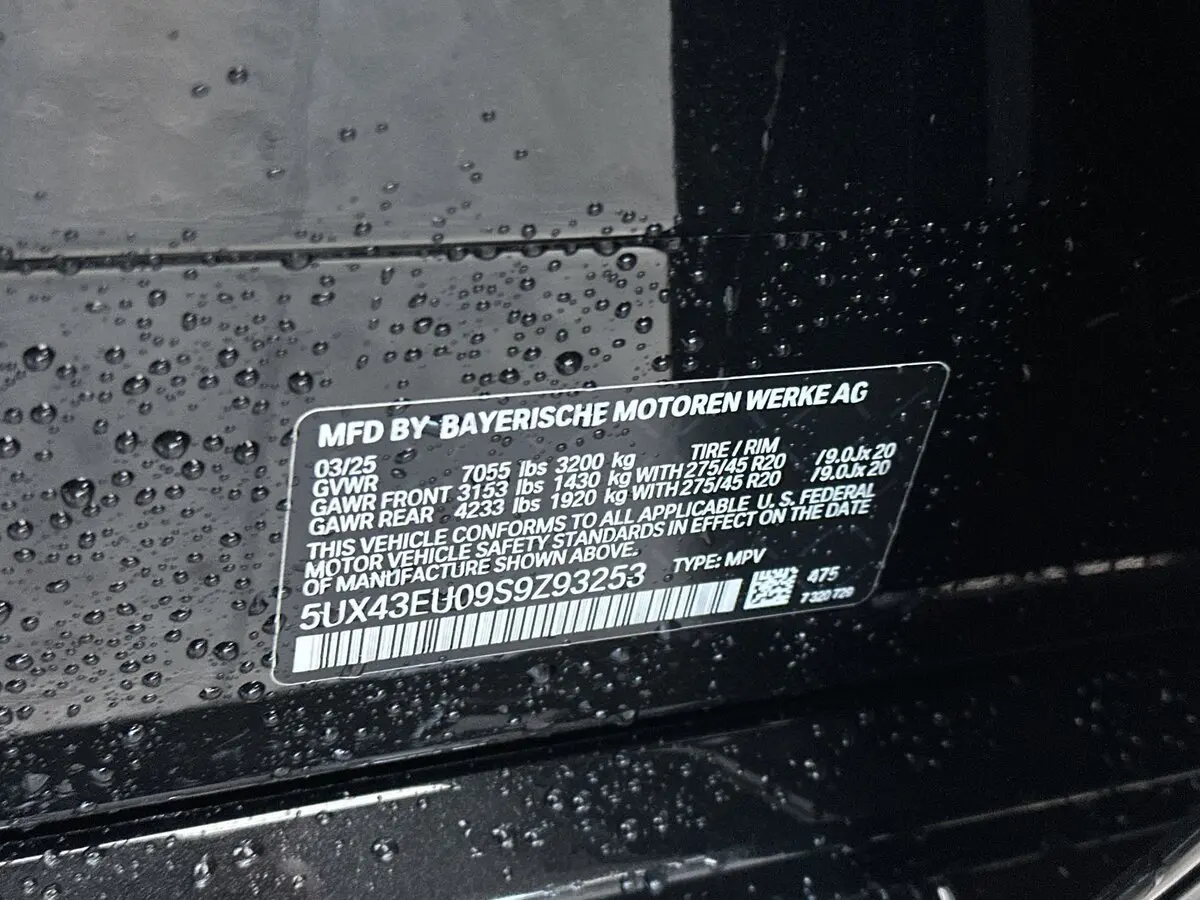 MFD BY BAYERISCHE MOTOREN WERKE AG
03/25 TIRE / RIM
GVWR 7055 lbs 3200 kg
GAWR FRONT 3153 lbs 1430 kg WITH 275/45 R20 /9.0Jx20
GAWR REAR 4233 lbs 1920 kg WITH 275/45 R20 /9.0Jx20
THIS VEHICLE CONFORMS TO ALL APPLICABLE U.S. FEDERAL
MOTOR VEHICLE SAFETY STANDARDS IN EFFECT ON THE DATE
OF MANUFACTURE SHOWN ABOVE.
5UX43EU09S9Z93253 TYPE: MPV
475
7320728